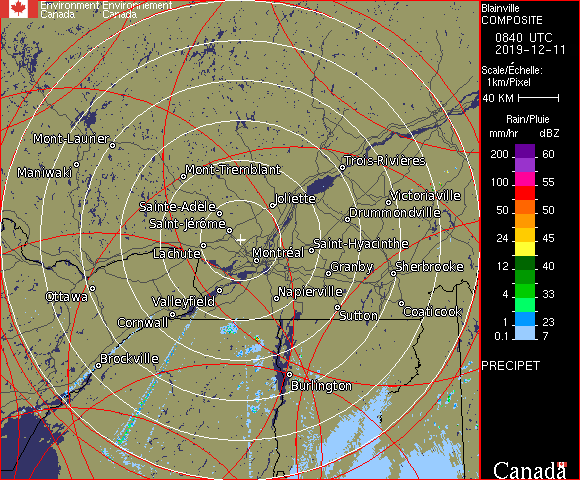 Environment Environnement
Canada Canada
Blainville
COMPOSITE
0840 UTC
2019-12-11
Scale/Échelle:
1km/Pixel
40 KM
Rain/Pluie
mm/hr dBZ
200 60
100 55
50 50
24 45
12 40
4 33
1 23
0.1 7
PRECIPET
Canada
Mont-Laurier
Maniwaki
Mont-Tremblant
Trois-Rivières
Joliette
Victoriaville
Sainte-Adèle
Drummondville
Saint-Jérôme
Lachute
Montréal
Saint-Hyacinthe
Granby
Sherbrooke
Ottawa
Valleyfield
Napierville
Cornwall
Sutton
Coaticook
Brockville
Burlington